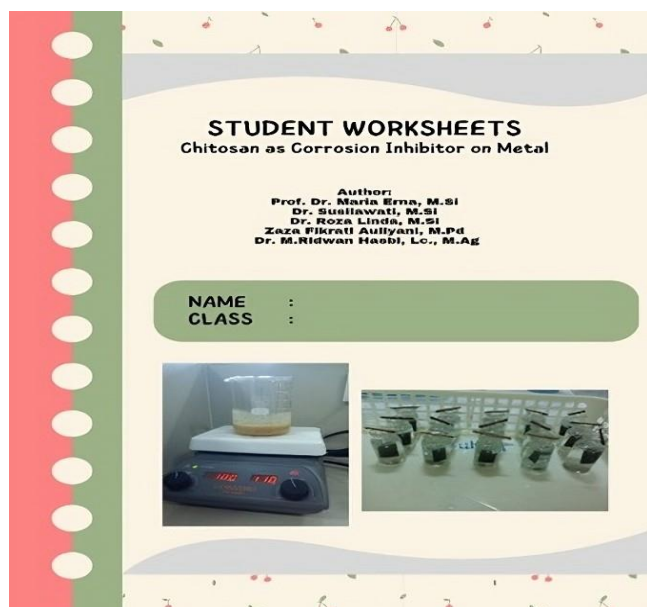 STUDENT WORKSHEETS
Chitosan as Corrosion Inhibitor on Metal
Author:
Prof. Dr. Maria Erna, M.Si
Dr. Susilawati, M.Si
Dr. Roza Linda, M.Si
Zaza Fikrati Auliyani, M.Pd
Dr. M.Ridwan Hasbi, Lc., M.Ag
NAME :
CLASS :